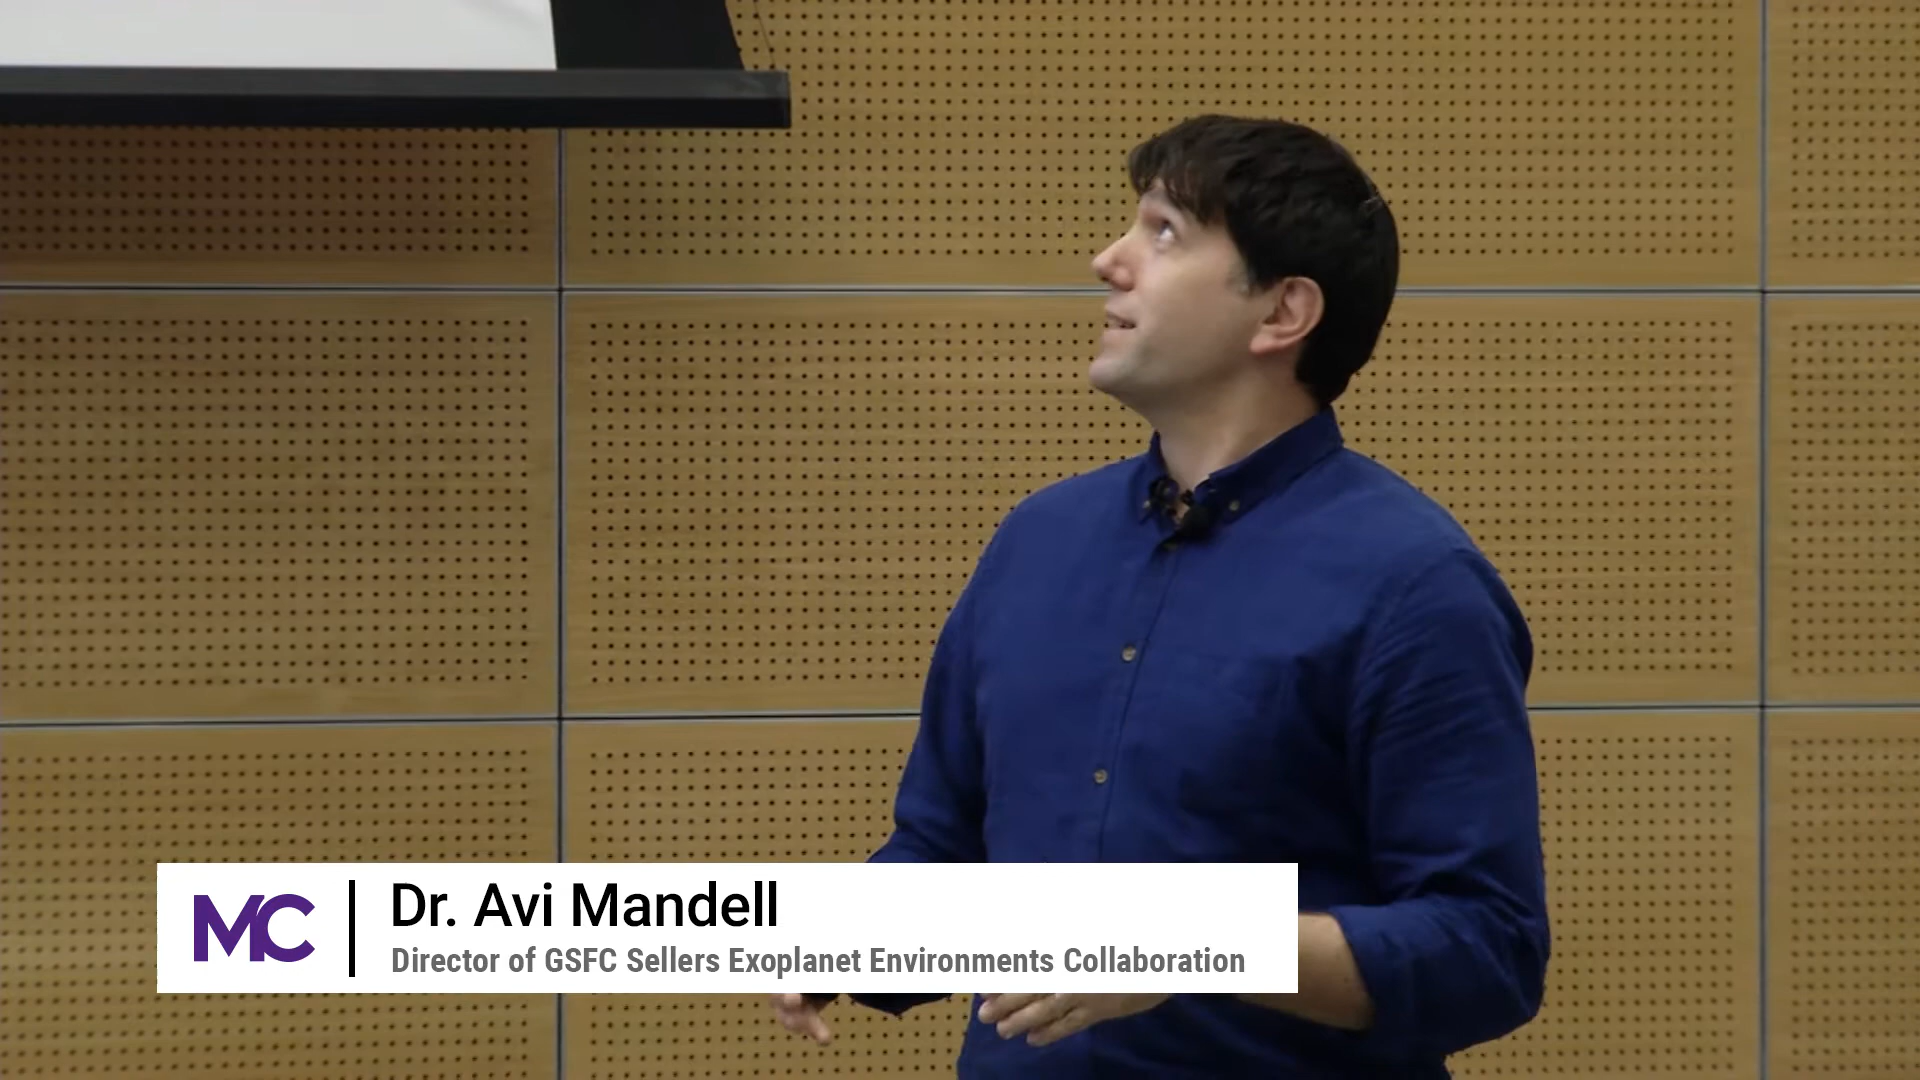 MC
Dr. Avi Mandell
Director of GSFC Sellers Exoplanet Environments Collaboration